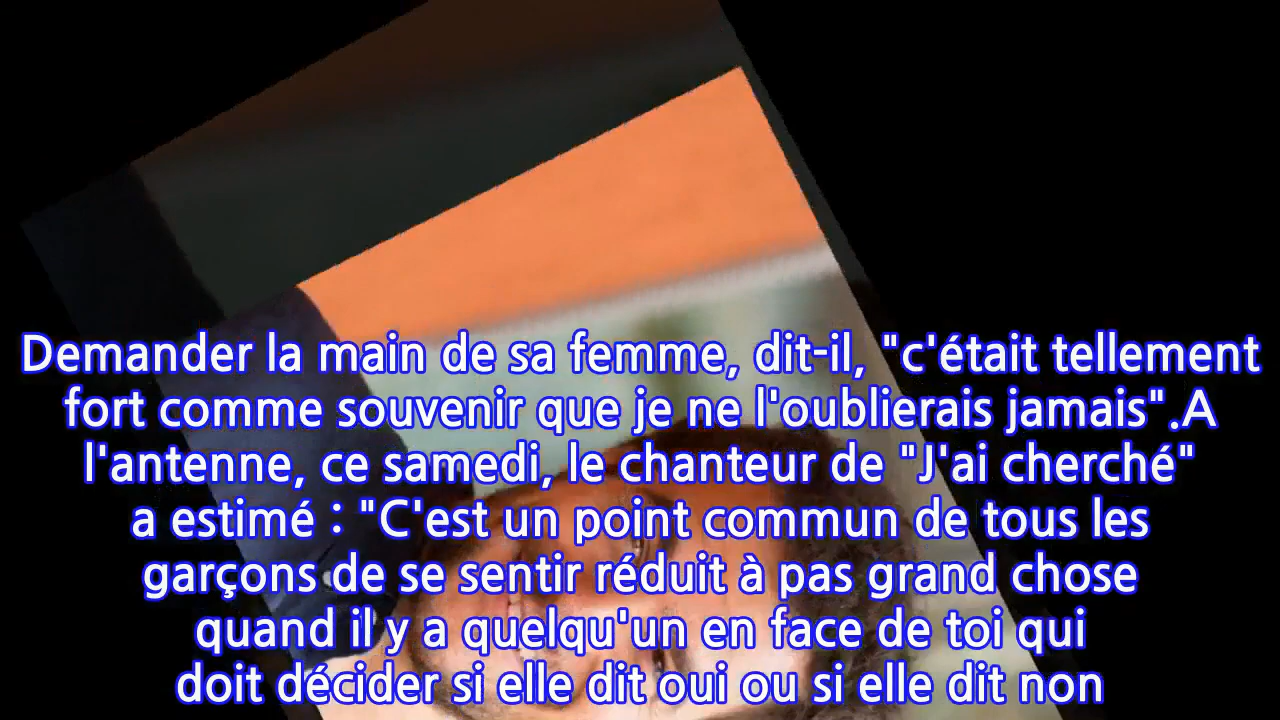 Demander la main de sa femme, dit-il, "c'était tellement
fort comme souvenir que je ne l'oublierais jamais".A
l'antenne, ce samedi, le chanteur de "J'ai cherché"
a estimé : "C'est un point commun de tous les
garçons de se sentir réduit à pas grand chose
quand il y a quelqu'un en face de toi qui
doit décider si elle dit oui ou si elle dit non